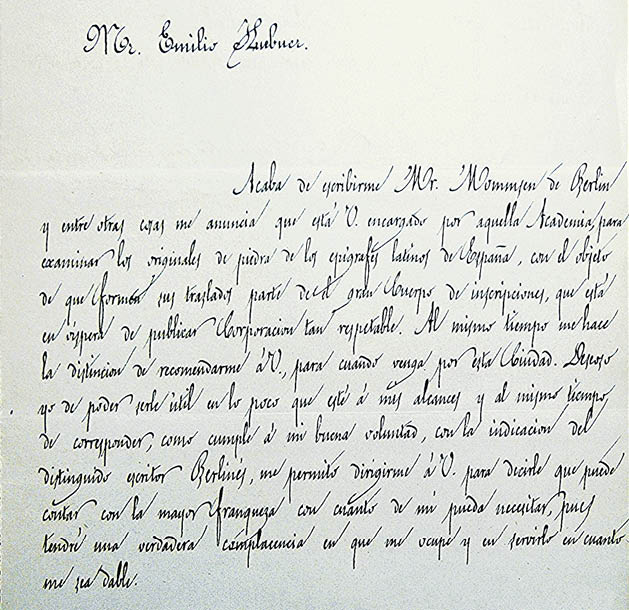 Mr. Emilio Hubner.
Acaba de escribirme Mr. Mommsen de Berlin
y entre otras cosas me anuncia que está V. encargado por aquella Academia, para
examinar los originales de piedra de los epigrafes latinos de España, con el objeto
de que formen sus traslados parte del gran Cuerpo de inscripciones, que está
en víspera de publicar Corporacion tan respetable. Al mismo tiempo me hace
la distincion de recomendarme á V., para cuando venga por esta Ciudad. Deseoso
yo de poder serle útil en lo poco que esté á mis alcances y al mismo tiempo,
de corresponder, como cumple á mi buena voluntad, con la indicacion del
distinguido escritor Berlinés, me permito dirigirme á V. para decirle que puede
contar con la mayor franqueza con cuanto de mi pueda necesitar, pues
tendré una verdadera complacencia en que me ocupe y en servirlo en cuanto
me sea dable.